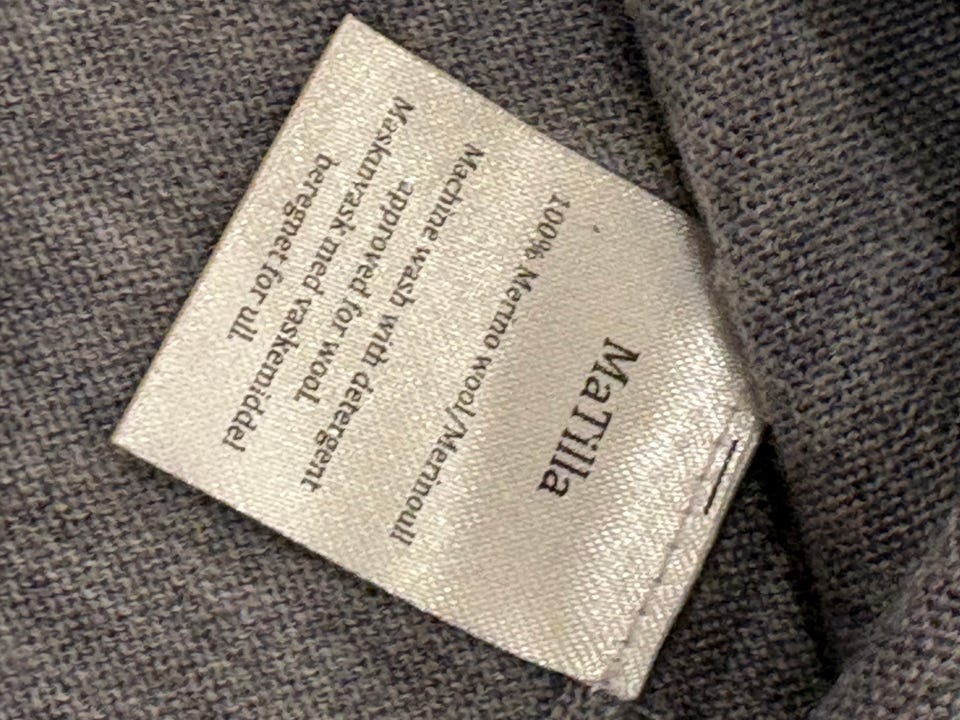 MaTilla
100% Merino wool/Merinoull
Machine wash with detergent
approved for wool.
Maskinvask med vaskemiddel
beregnet for ull.